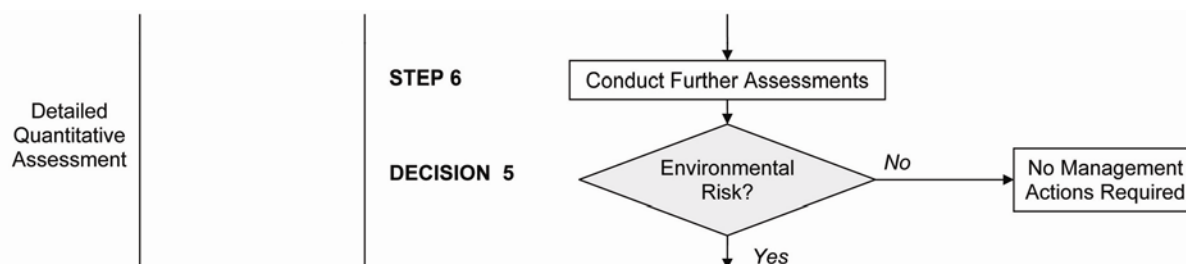 STEP 6
Conduct Further Assessments
Detailed
Quantitative
Assessment
DECISION 5
Environmental
Risk?
No
No Management
Actions Required
Yes